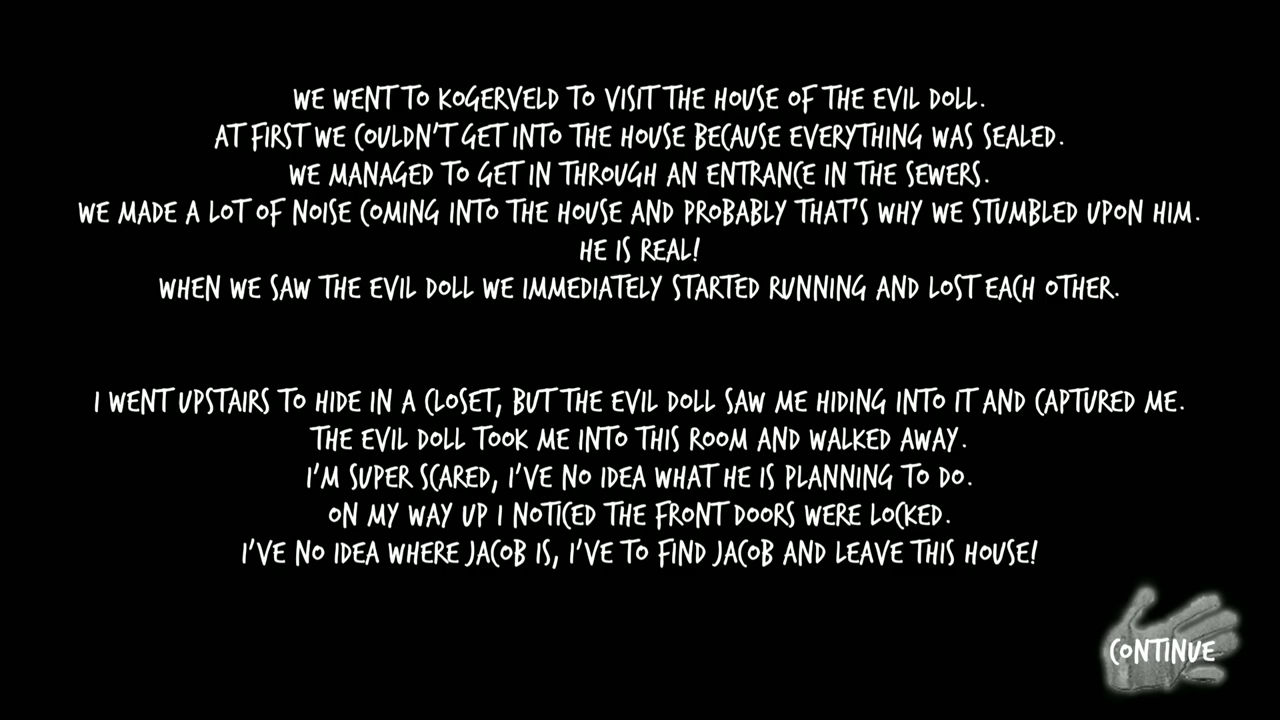 WE WENT TO KOGERVELD TO VISIT THE HOUSE OF THE EVIL DOLL.
AT FIRST WE COULDN'T GET INTO THE HOUSE BECAUSE EVERYTHING WAS SEALED.
WE MANAGED TO GET IN THROUGH AN ENTRANCE IN THE SEWERS.
WE MADE A LOT OF NOISE COMING INTO THE HOUSE AND PROBABLY THAT'S WHY WE STUMBLED UPON HIM.
HE IS REAL!
WHEN WE SAW THE EVIL DOLL WE IMMEDIATELY STARTED RUNNING AND LOST EACH OTHER.
I WENT UPSTAIRS TO HIDE IN A CLOSET, BUT THE EVIL DOLL SAW ME HIDING INTO IT AND CAPTURED ME.
THE EVIL DOLL TOOK ME INTO THIS ROOM AND WALKED AWAY.
I'M SUPER SCARED, I'VE NO IDEA WHAT HE IS PLANNING TO DO.
ON MY WAY UP I NOTICED THE FRONT DOORS WERE LOCKED.
I'VE NO IDEA WHERE JACOB IS, I'VE TO FIND JACOB AND LEAVE THIS HOUSE!
CONTINUE